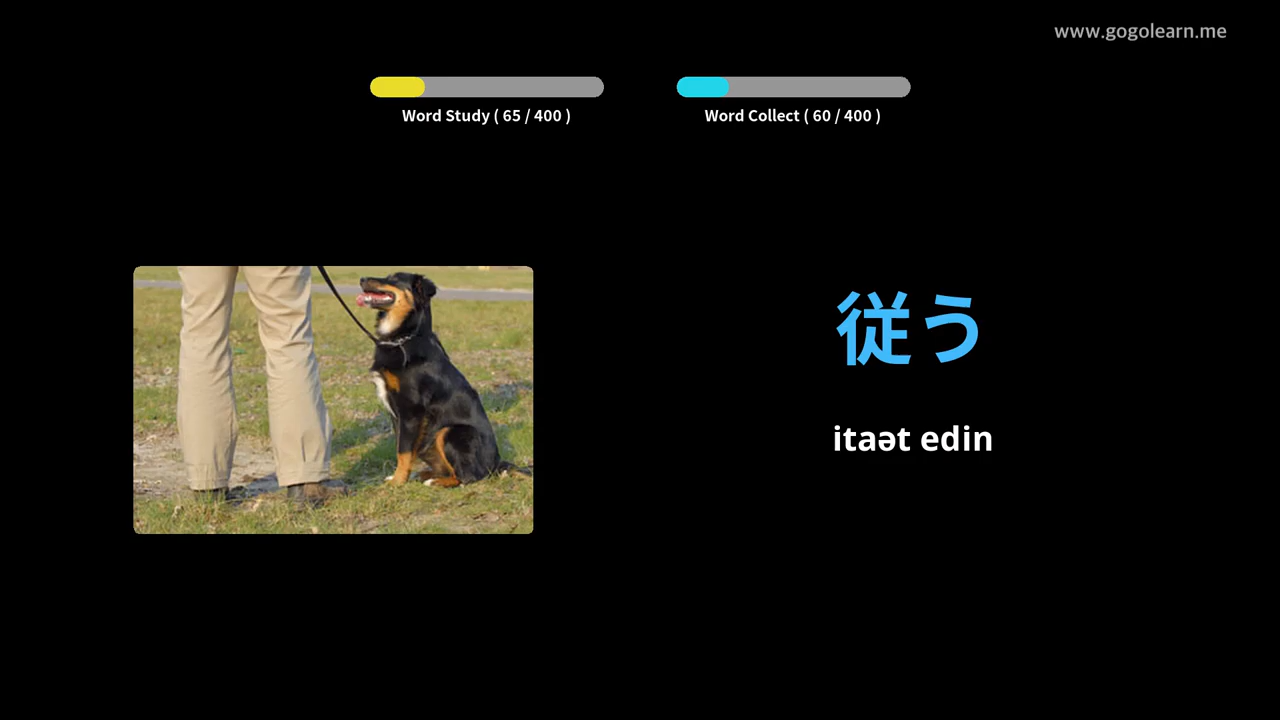 www.gogolearn.me
Word Study ( 65 / 400 )
Word Collect ( 60 / 400 )
従う
itaət edin